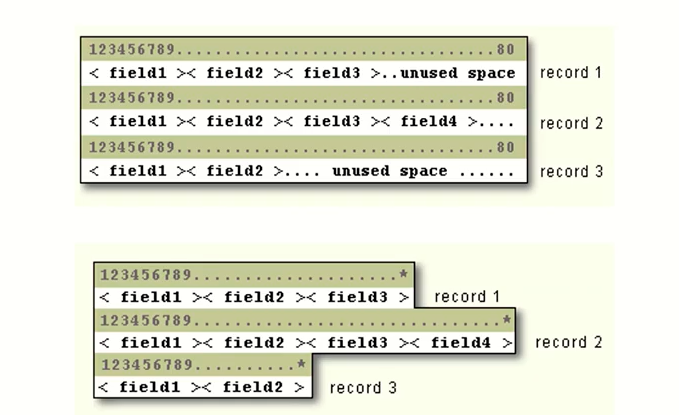 123456789...................................80
< field1 >< field2 >< field3 >..unused space record 1
123456789...................................80
< field1 >< field2 >< field3 >< field4 >.... record 2
123456789...................................80
< field1 >< field2 >.... unused space ...... record 3
123456789....................*
< field1 >< field2 >< field3 > record 1
123456789..............................*
< field1 >< field2 >< field3 >< field4 > record 2
123456789..........*
< field1 >< field2 > record 3